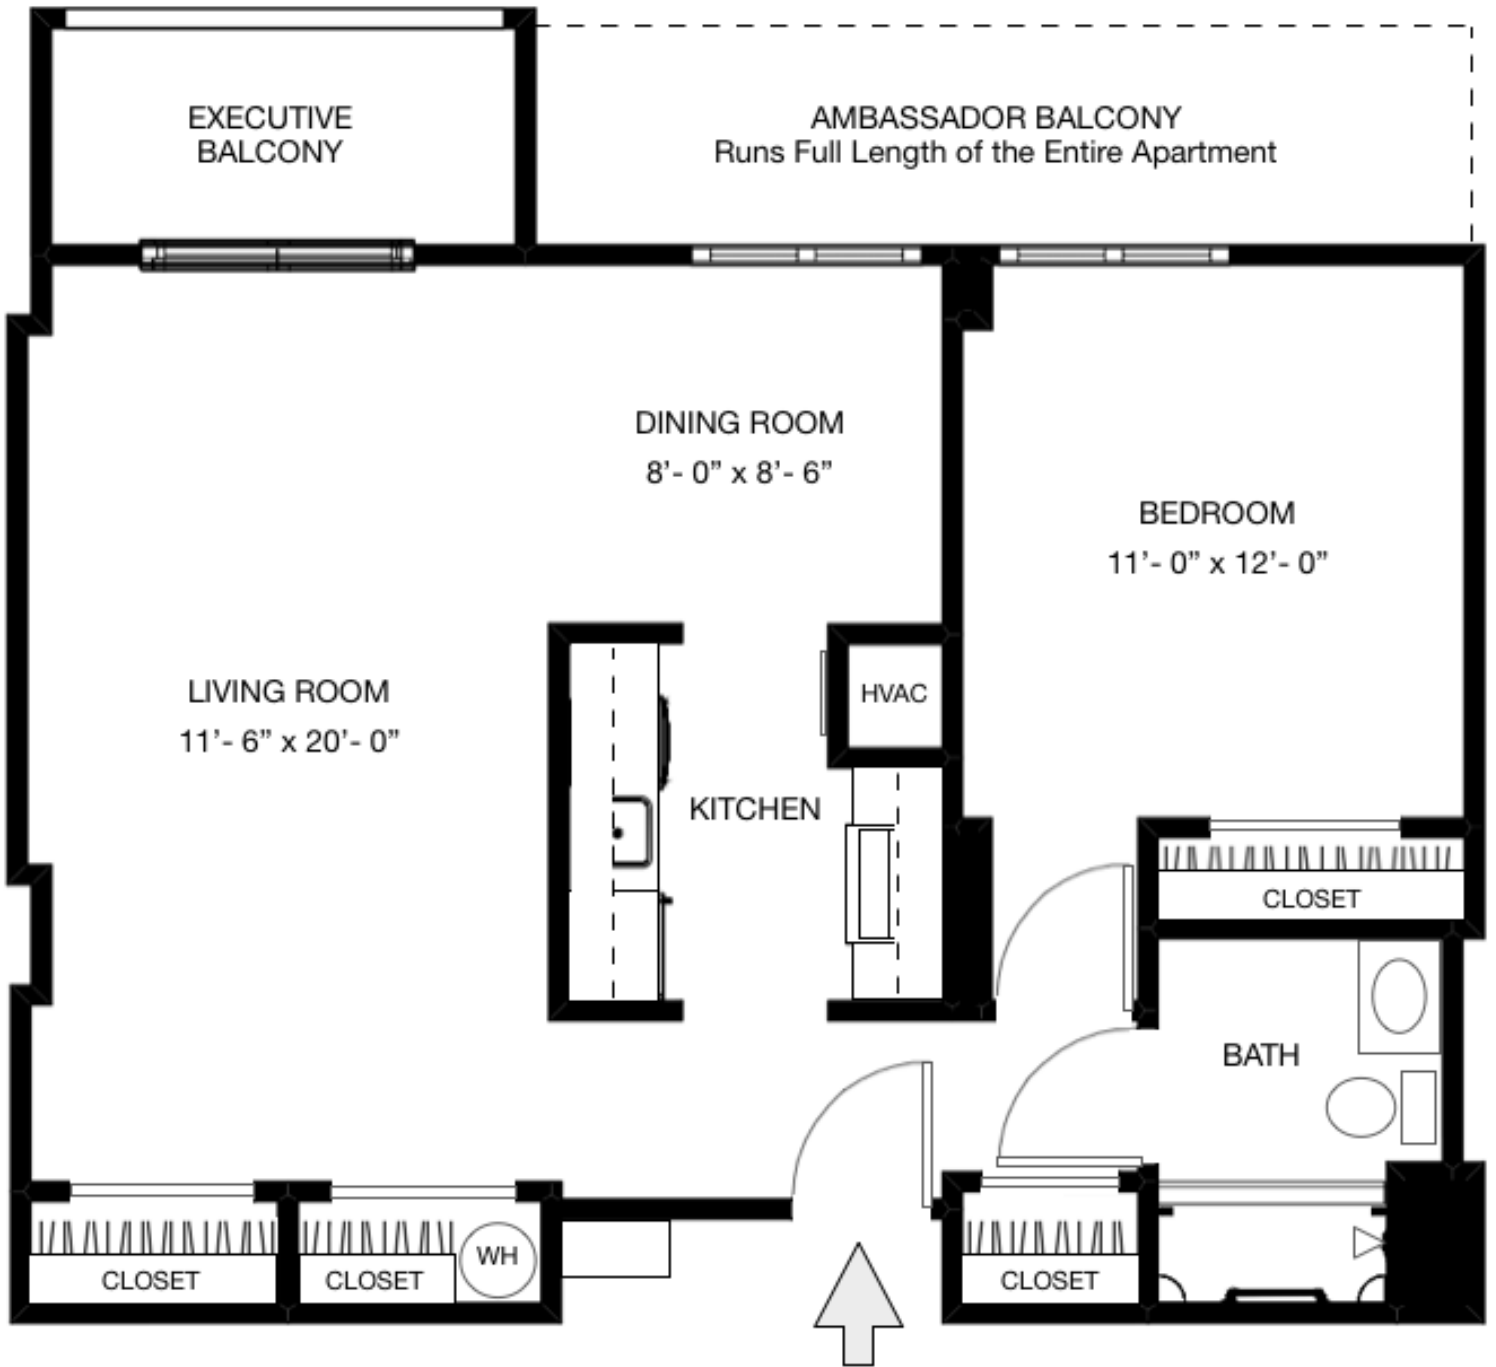 EXECUTIVE
BALCONY
AMBASSADOR BALCONY
Runs Full Length of the Entire Apartment
DINING ROOM
8’- 0” x 8’- 6”
BEDROOM
11’- 0” x 12’- 0”
LIVING ROOM
11’- 6” x 20’- 0”
HVAC
KITCHEN
CLOSET
BATH
WH
CLOSET
CLOSET
CLOSET